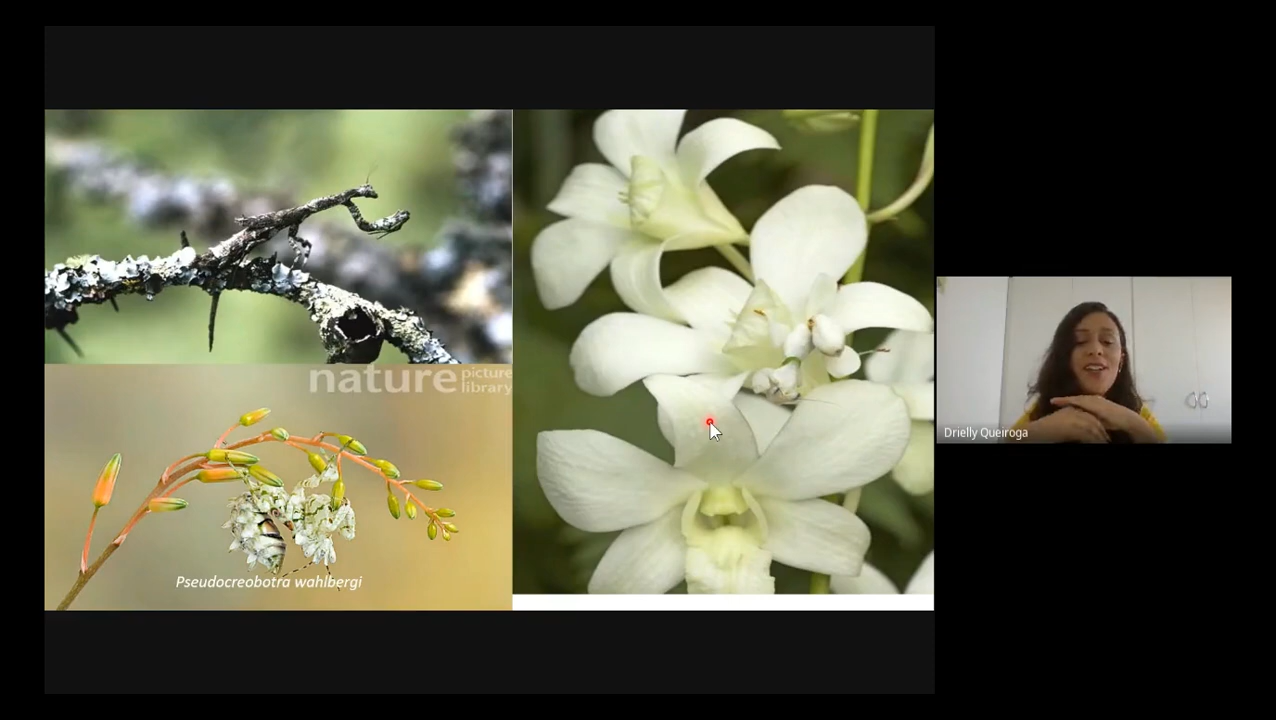 nature picture
library
Pseudocreobotra wahlbergi
Drielly Queiroga